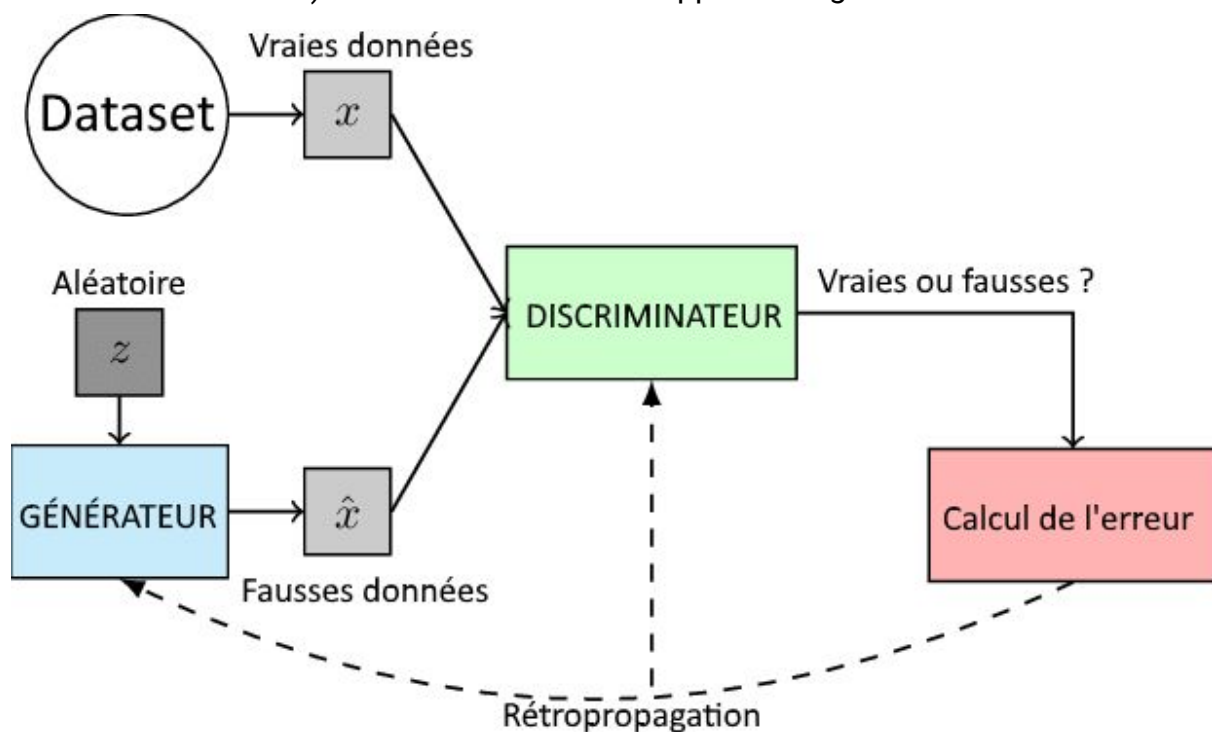 Vraies données
Dataset
x
Aléatoire
z
DISCRIMINATEUR
Vraies ou fausses ?
GÉNÉRATEUR
x̂
Calcul de l'erreur
Fausses données
Rétropropagation